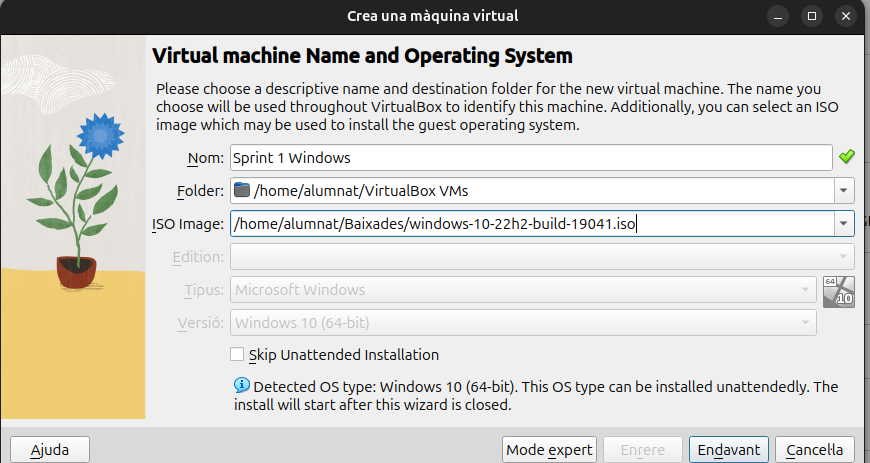 Crea una màquina virtual
Virtual machine Name and Operating System
Please choose a descriptive name and destination folder for the new virtual machine. The name you
choose will be used throughout VirtualBox to identify this machine. Additionally, you can select an ISO
image which may be used to install the guest operating system.
Nom: Sprint 1 Windows
Folder: /home/alumnat/VirtualBox VMs
ISO Image: /home/alumnat/Baixades/windows-10-22h2-build-19041.iso
Edition:
Tipus: Microsoft Windows
64
10
Versió: Windows 10 (64-bit)
Skip Unattended Installation
Detected OS type: Windows 10 (64-bit). This OS type can be installed unattendedly. The
install will start after this wizard is closed.
Ajuda Mode expert Enrere Endavant Cancel·la